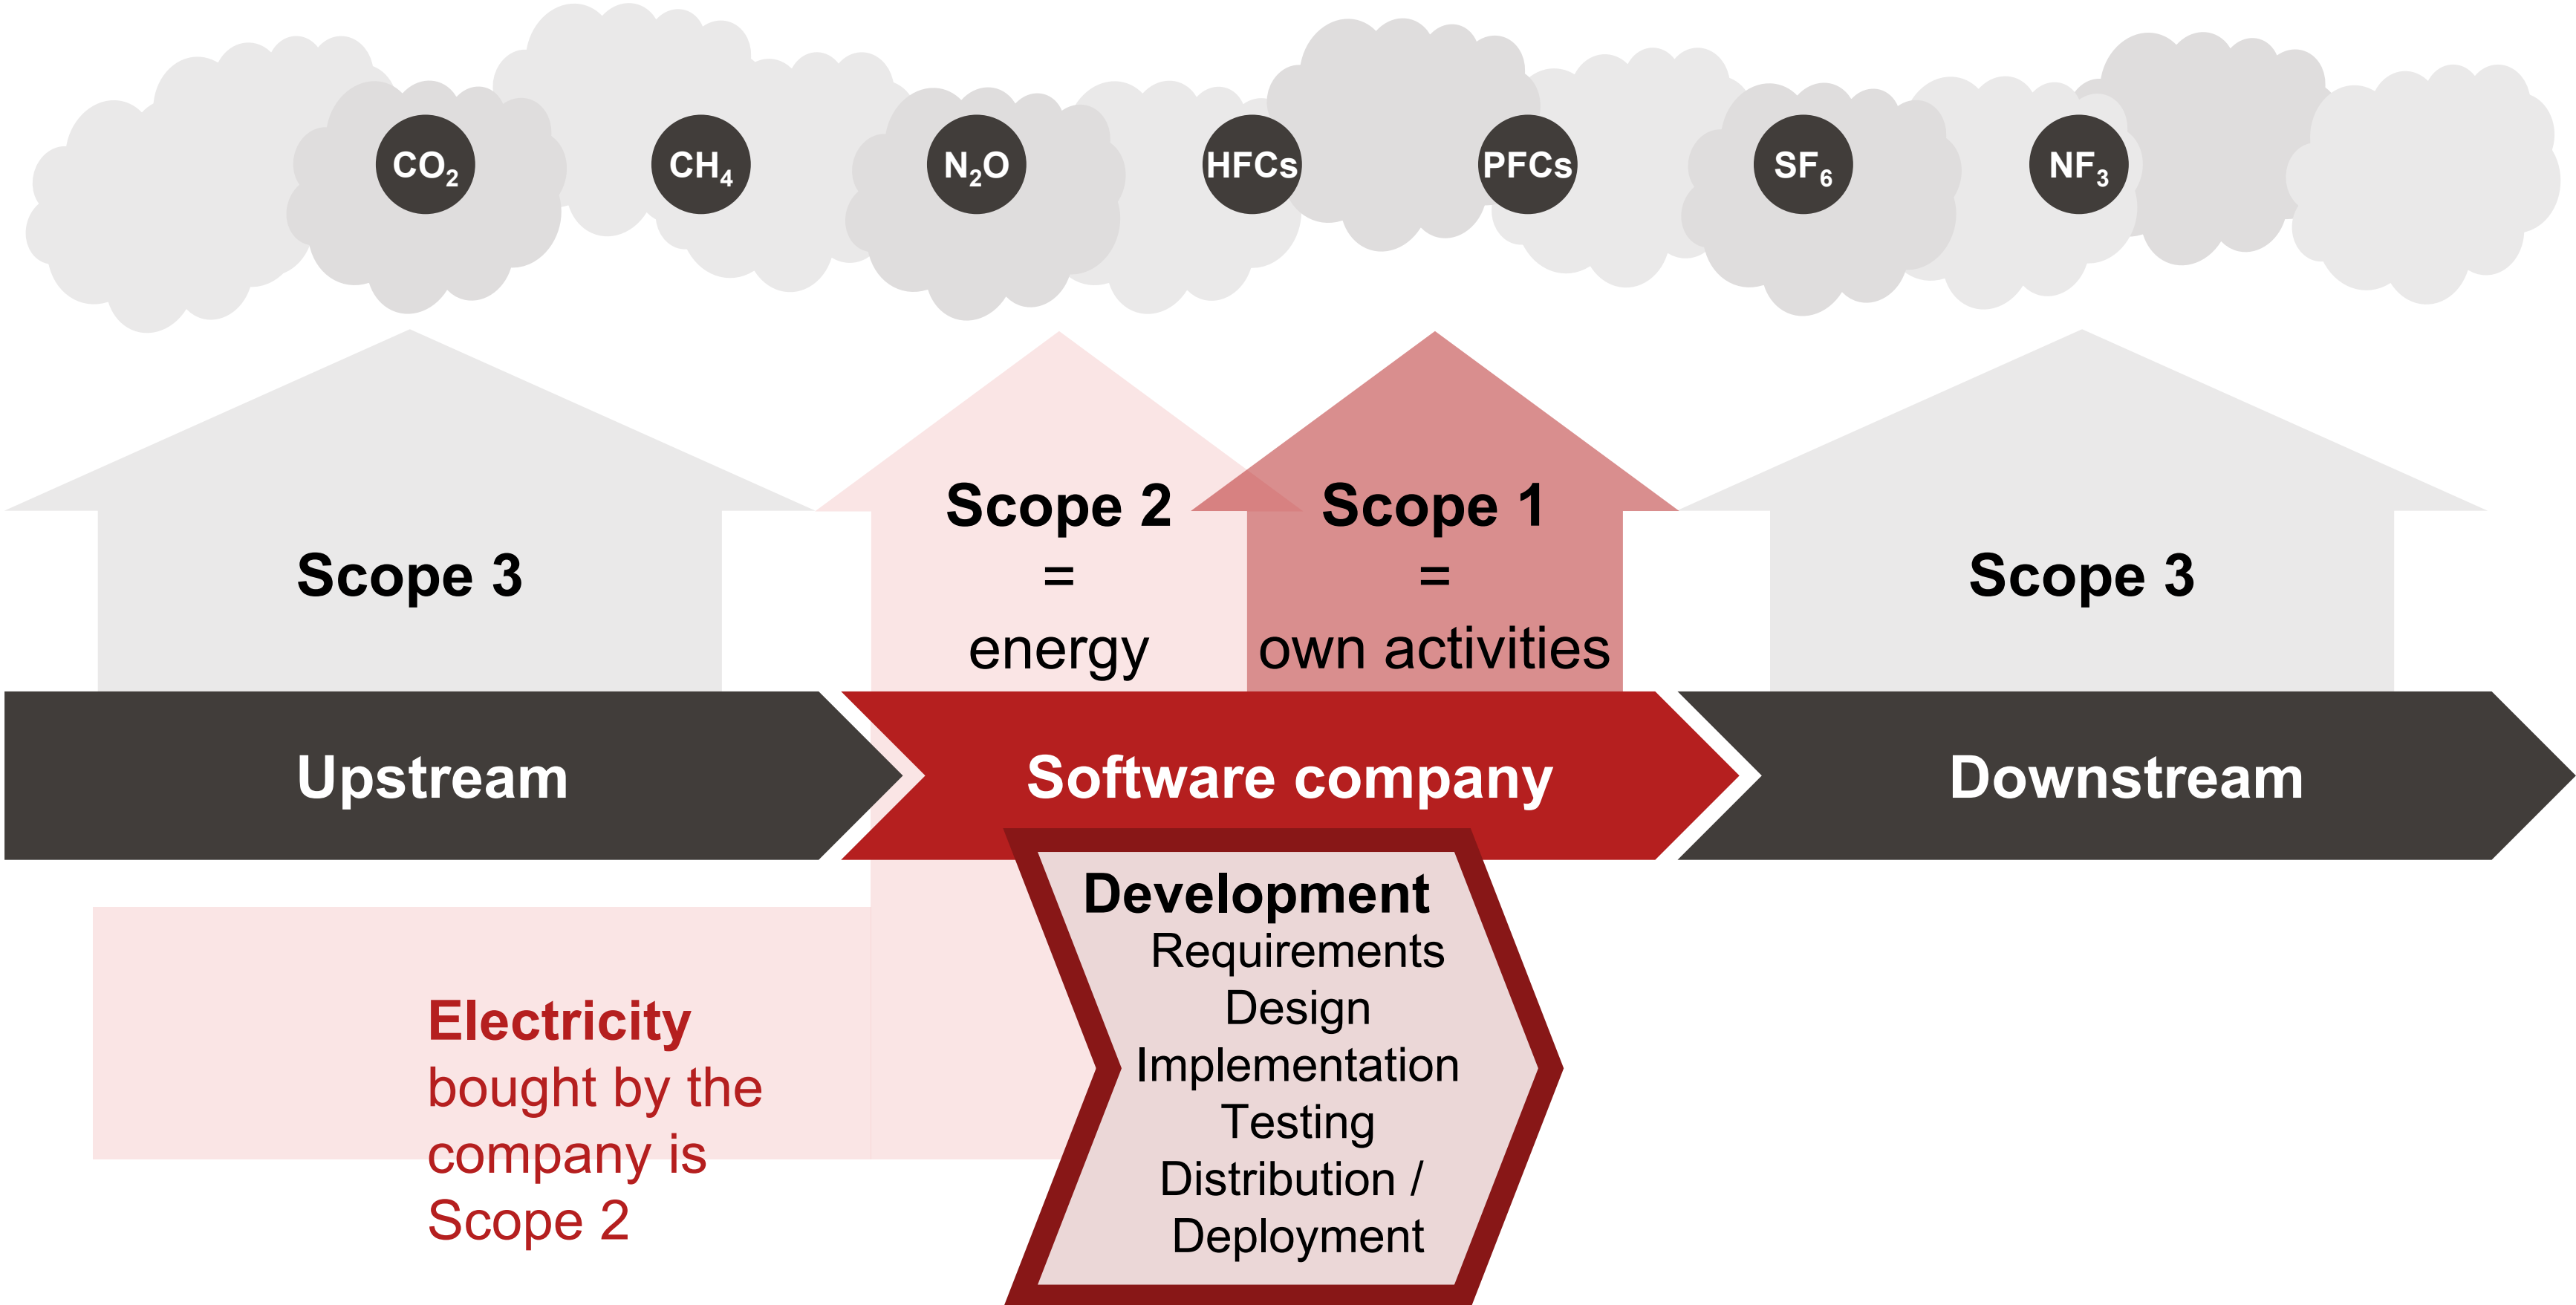 CO₂ CH₄ N₂O HFCs PFCs SF₆ NF₃
Scope 3
Scope 2
=
energy
Scope 1
=
own activities
Scope 3
Upstream
Software company
Downstream
Electricity
bought by the
company is
Scope 2
Development
Requirements
Design
Implementation
Testing
Distribution /
Deployment